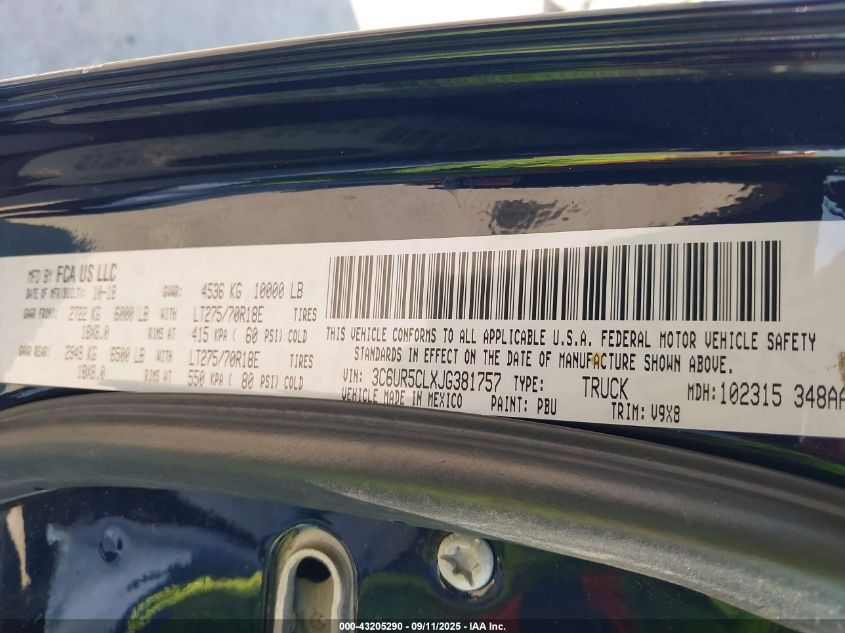 MFD BY FCA US LLC
DATE OF MFR(BUILT): 10-18 GVWR: 4536 KG 10000 LB
GAWR FRONT: 2722 KG 6000 LB WITH LT275/70R18E TIRES
18X8.0 RIMS AT 415 KPA ( 60 PSI) COLD
GAWR REAR: 2948 KG 6500 LB WITH LT275/70R18E TIRES
18X8.0 RIMS AT 550 KPA ( 80 PSI) COLD
THIS VEHICLE CONFORMS TO ALL APPLICABLE U.S.A. FEDERAL MOTOR VEHICLE SAFETY
STANDARDS IN EFFECT ON THE DATE OF MANUFACTURE SHOWN ABOVE.
VIN: 3C6UR5CLXJG381757 TYPE: TRUCK MDH:102315 348AA
VEHICLE MADE IN MEXICO PAINT: PBU TRIM: V9X8
000-43205290 - 09/11/2025 - IAA Inc.